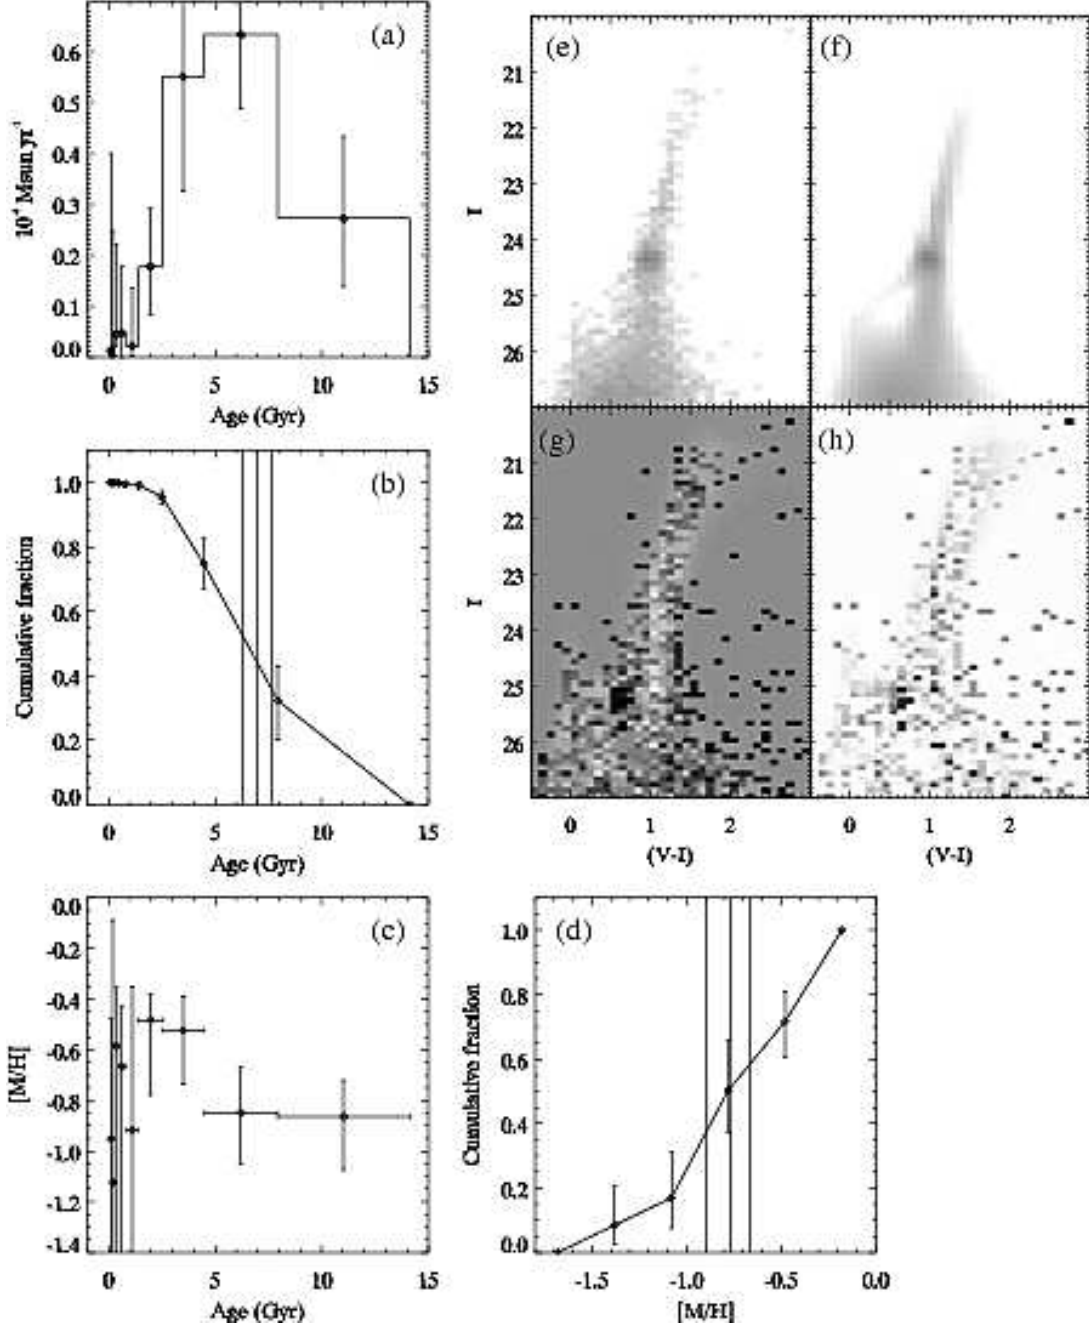 (a)
0.6
0.5
0.4
0.3
0.2
0.1
0.0
10⁻⁴ Msun yr⁻¹
0 5 10 15
Age (Gyr)
(b)
1.0
0.8
0.6
0.4
0.2
0.0
Cumulative fraction
0 5 10 15
Age (Gyr)
(c)
0.0
-0.2
-0.4
-0.6
-0.8
-1.0
-1.2
-1.4
[M/H]
0 5 10 15
Age (Gyr)
(d)
1.0
0.8
0.6
0.4
0.2
0.0
Cumulative fraction
-1.5 -1.0 -0.5 0.0
[M/H]
(e)
(f)
21
22
23
24
25
26
I
(g)
(h)
21
22
23
24
25
26
I
0 1 2
(V-I)
0 1 2
(V-I)